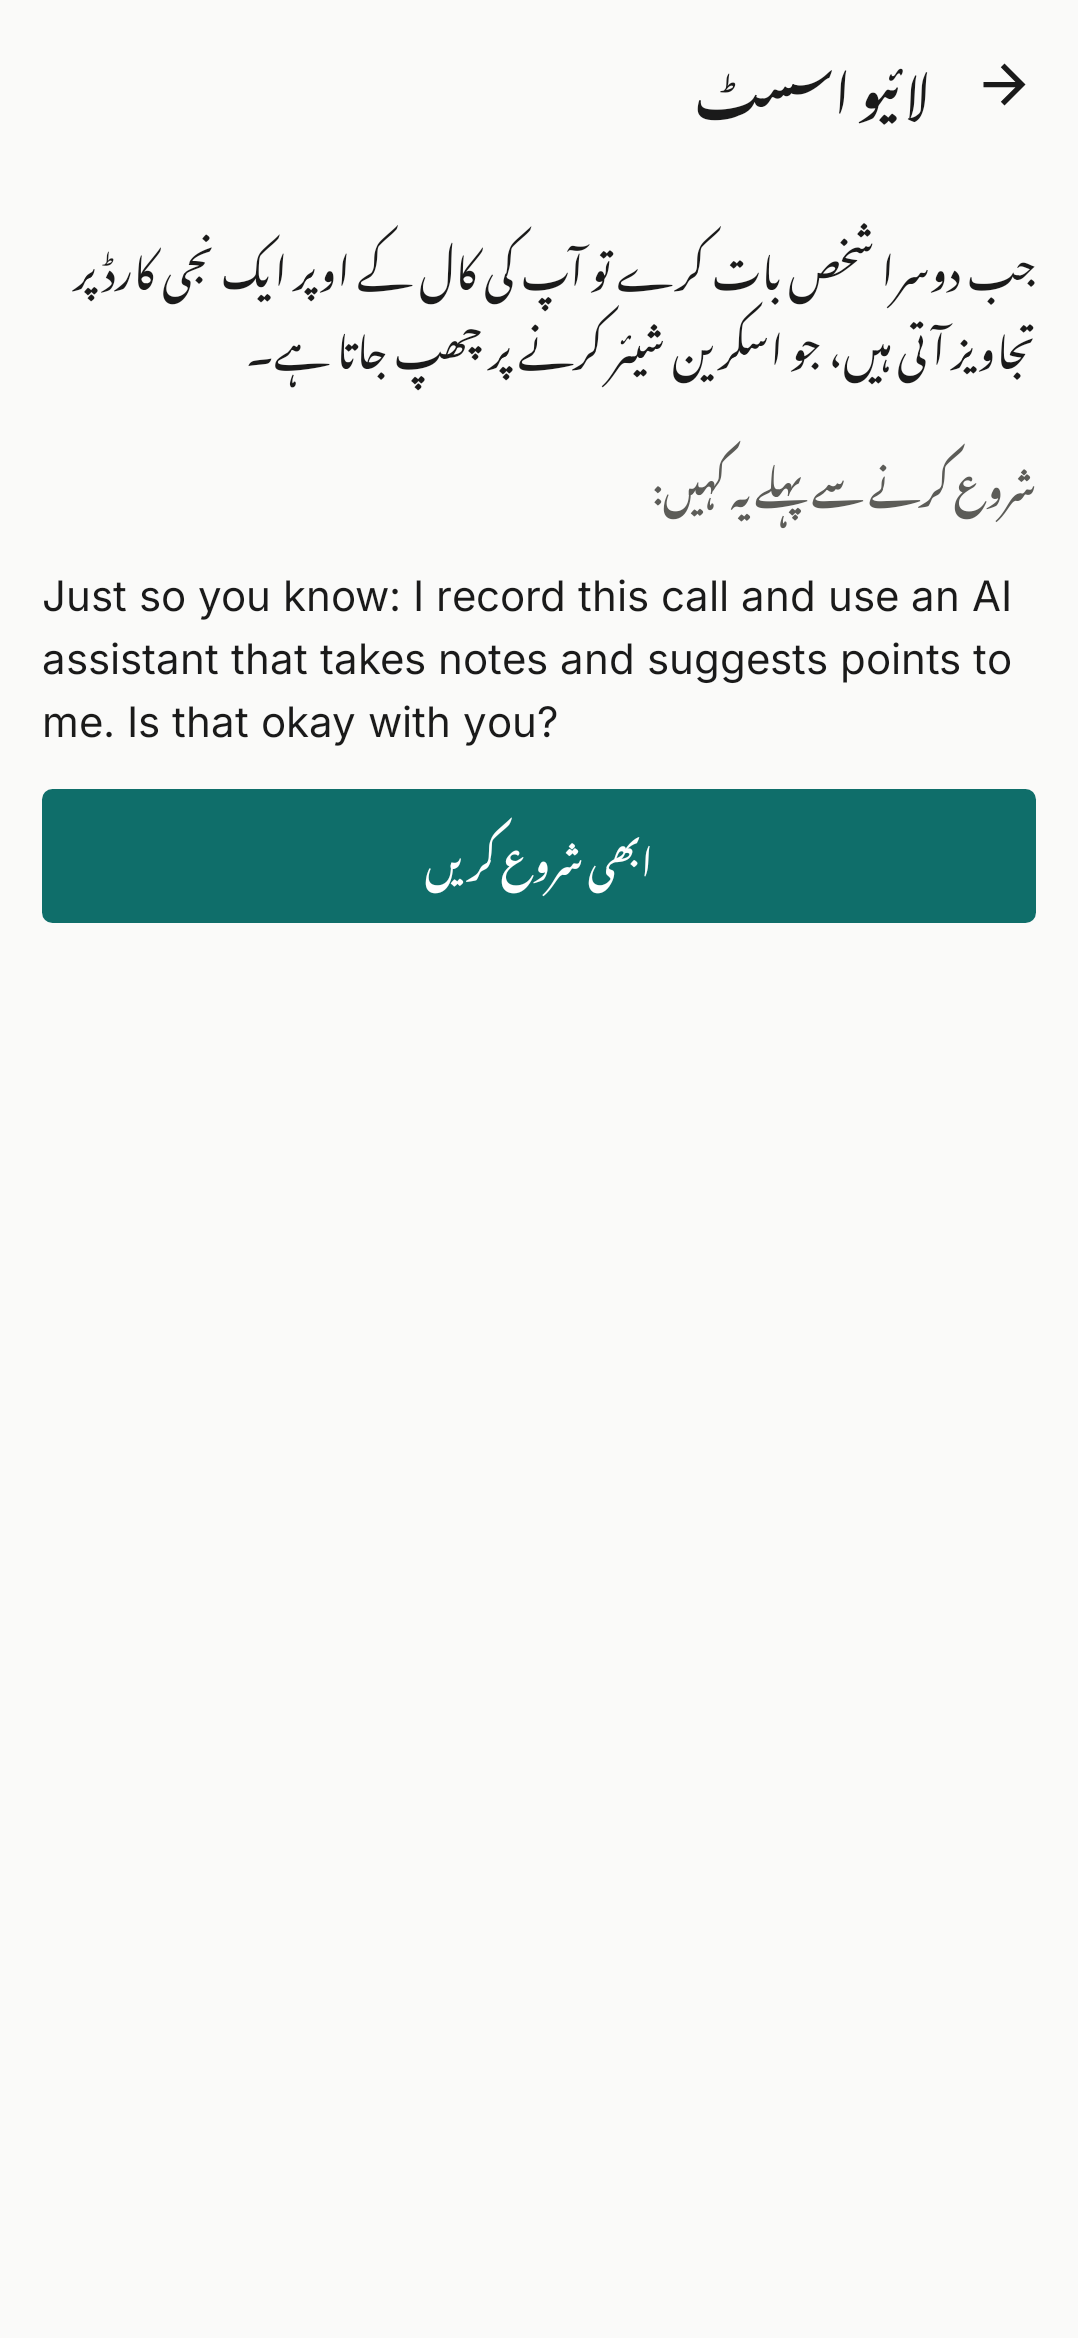 لائیو اسسٹ
جب دوسرا شخص بات کرے تو آپ کی کال کے اوپر ایک نجی کارڈ پر
تجاویز آتی ہیں، جو اسکرین شیئر کرنے پر چھپ جاتا ہے۔
شروع کرنے سے پہلے یہ کہیں:
Just so you know: I record this call and use an AI
assistant that takes notes and suggests points to
me. Is that okay with you?
ابھی شروع کریں